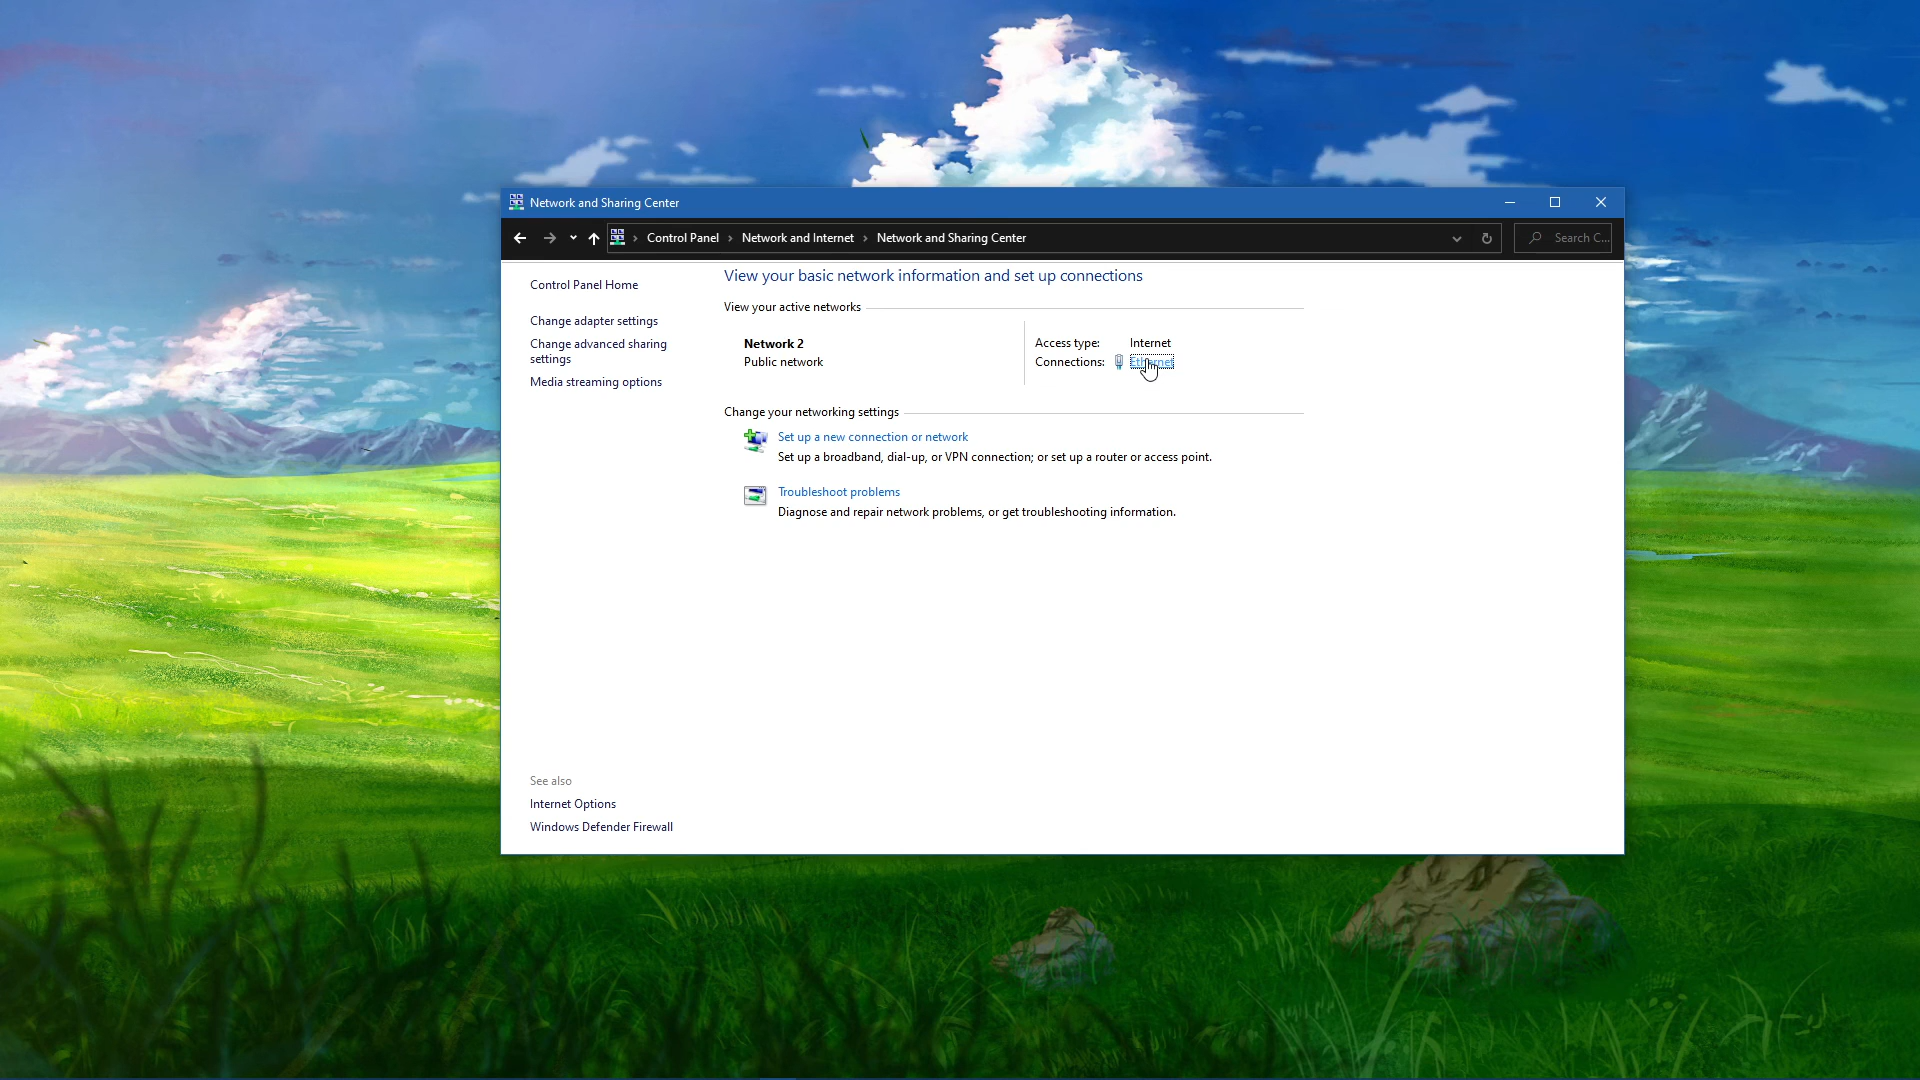 Network and Sharing Center
Control Panel
Network and Internet
Network and Sharing Center
Search C...
Control Panel Home
Change adapter settings
Change advanced sharing
settings
Media streaming options
View your basic network information and set up connections
View your active networks
Network 2
Public network
Access type:
Internet
Connections:
Ethernet
Change your networking settings
Set up a new connection or network
Set up a broadband, dial-up, or VPN connection; or set up a router or access point.
Troubleshoot problems
Diagnose and repair network problems, or get troubleshooting information.
See also
Internet Options
Windows Defender Firewall